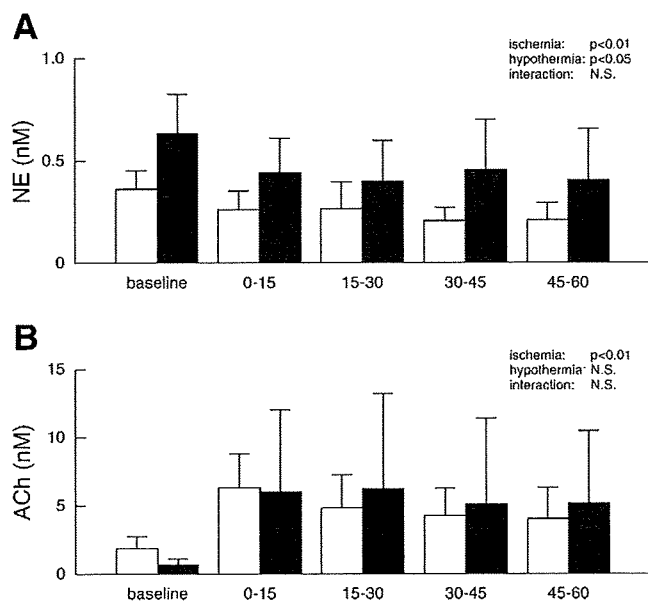 A
ischemia: p<0.01
hypothermia: p<0.05
interaction: N.S.
1.0
0.5
0
NE (nM)
baseline 0-15 15-30 30-45 45-60
B
ischemia: p<0.01
hypothermia: N.S.
interaction: N.S.
15
10
5
0
ACh (nM)
baseline 0-15 15-30 30-45 45-60